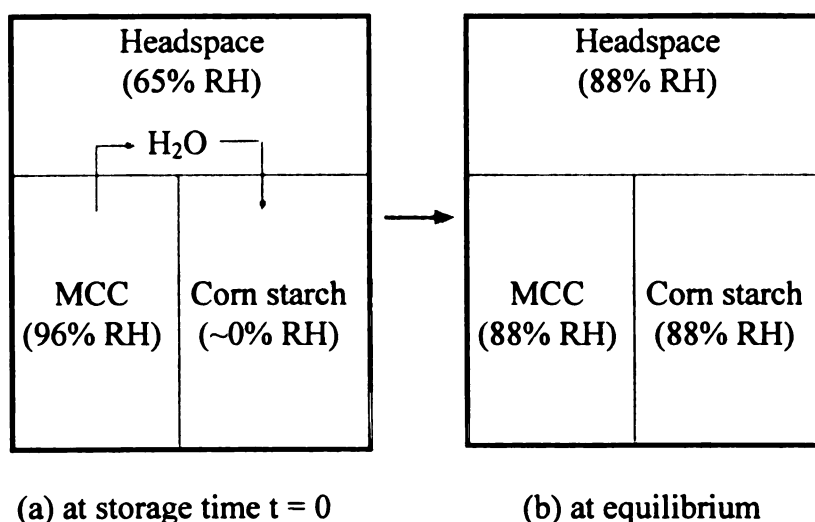 Headspace
(65% RH)
H₂O
MCC
(96% RH)
Corn starch
(~0% RH)
(a) at storage time t = 0
Headspace
(88% RH)
MCC
(88% RH)
Corn starch
(88% RH)
(b) at equilibrium